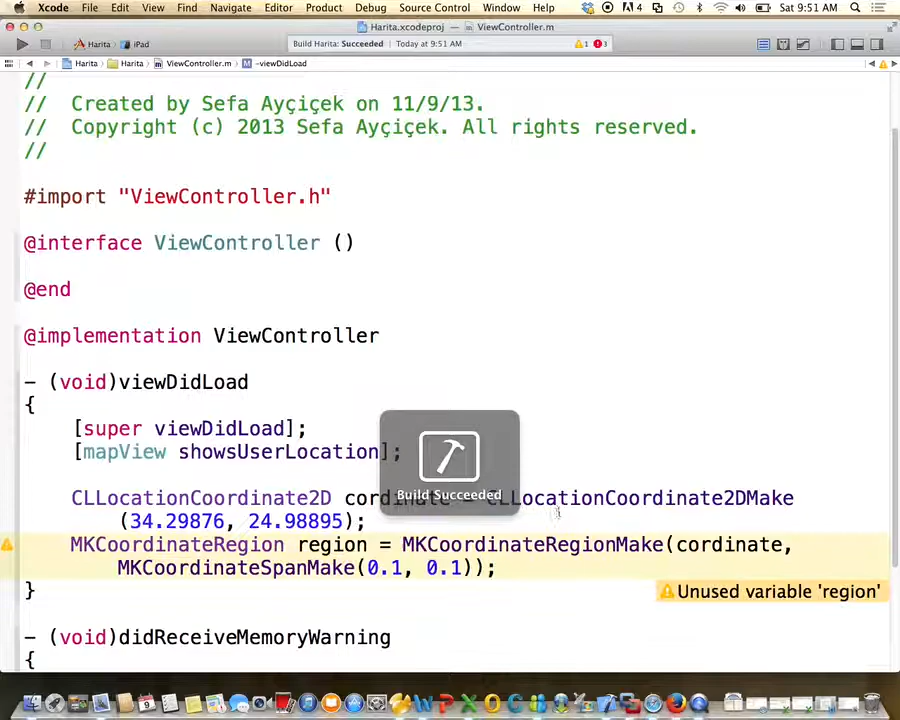 Xcode File Edit View Find Navigate Editor Product Debug Source Control Window Help 4 Sat 9:51 AM
Harita.xcodeproj — ViewController.m
Harita iPad Build Harita: Succeeded Today at 9:51 AM 1 3
Harita Harita ViewController.m M -viewDidLoad
//
// Created by Sefa Ayçiçek on 11/9/13.
// Copyright (c) 2013 Sefa Ayçiçek. All rights reserved.
//
#import "ViewController.h"
@interface ViewController ()
@end
@implementation ViewController
- (void)viewDidLoad
{
[super viewDidLoad];
[mapView showsUserLocation];
CLLocationCoordinate2D cordinate = CLLocationCoordinate2DMake
(34.29876, 24.98895);
Build Succeeded
MKCoordinateRegion region = MKCoordinateRegionMake(cordinate,
MKCoordinateSpanMake(0.1, 0.1));
}
Unused variable 'region'
- (void)didReceiveMemoryWarning
{